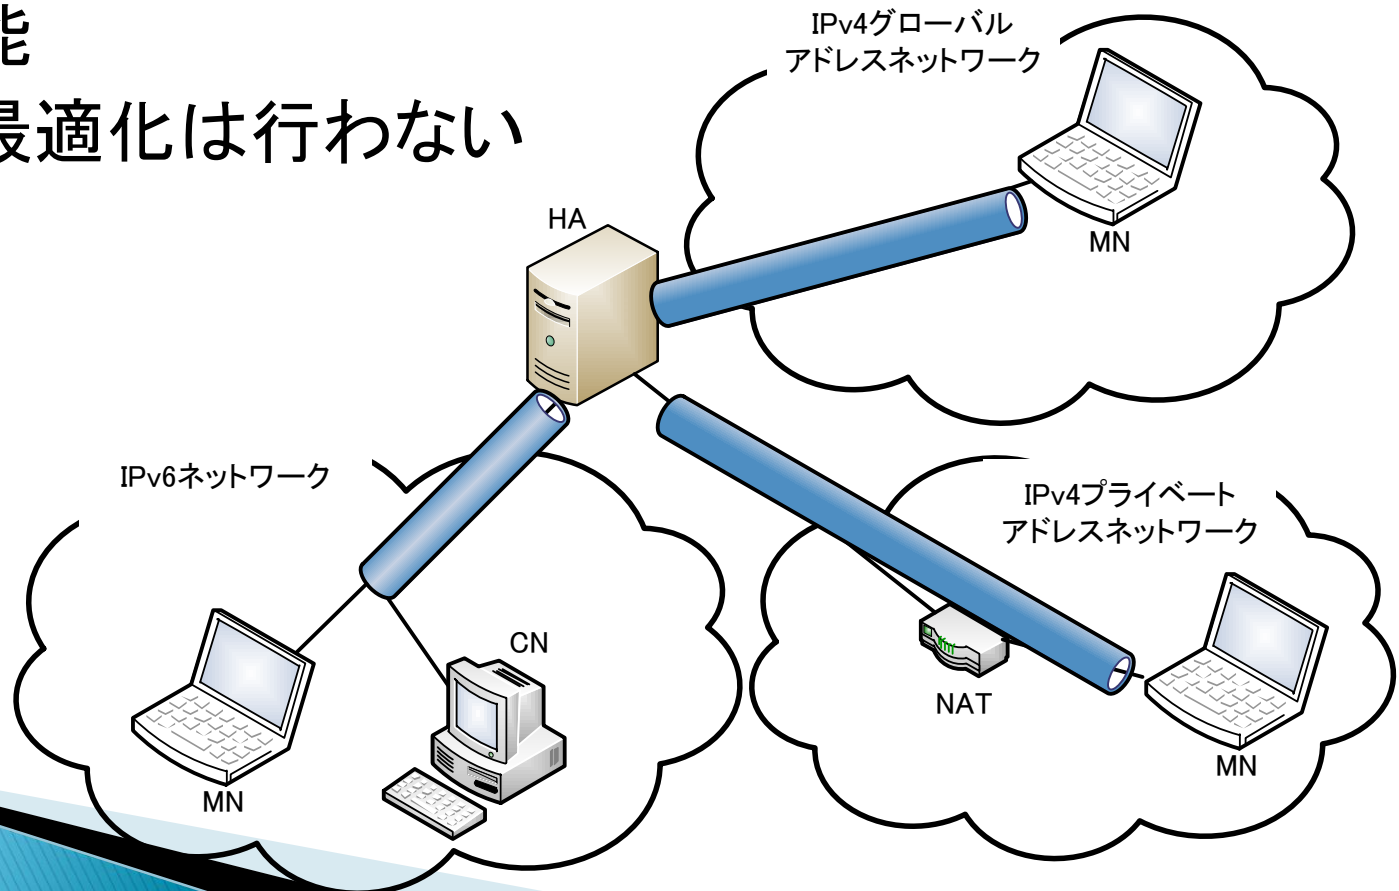 能
最適化は行わない
IPv4グローバル
アドレスネットワーク
MN
HA
IPv6ネットワーク
IPv4プライベート
アドレスネットワーク
CN
NAT
MN
MN